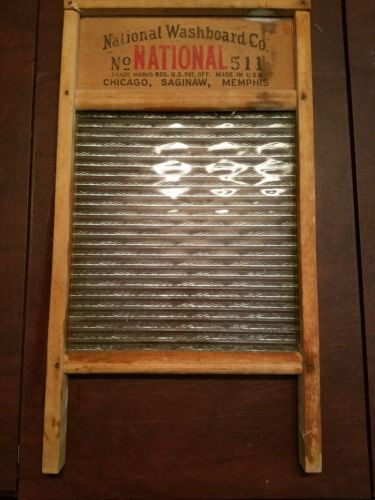 National Washboard Co.
No NATIONAL 511
TRADE MARKS REG. U.S. PAT. OFF. MADE IN U.S.A.
CHICAGO, SAGINAW, MEMPHIS